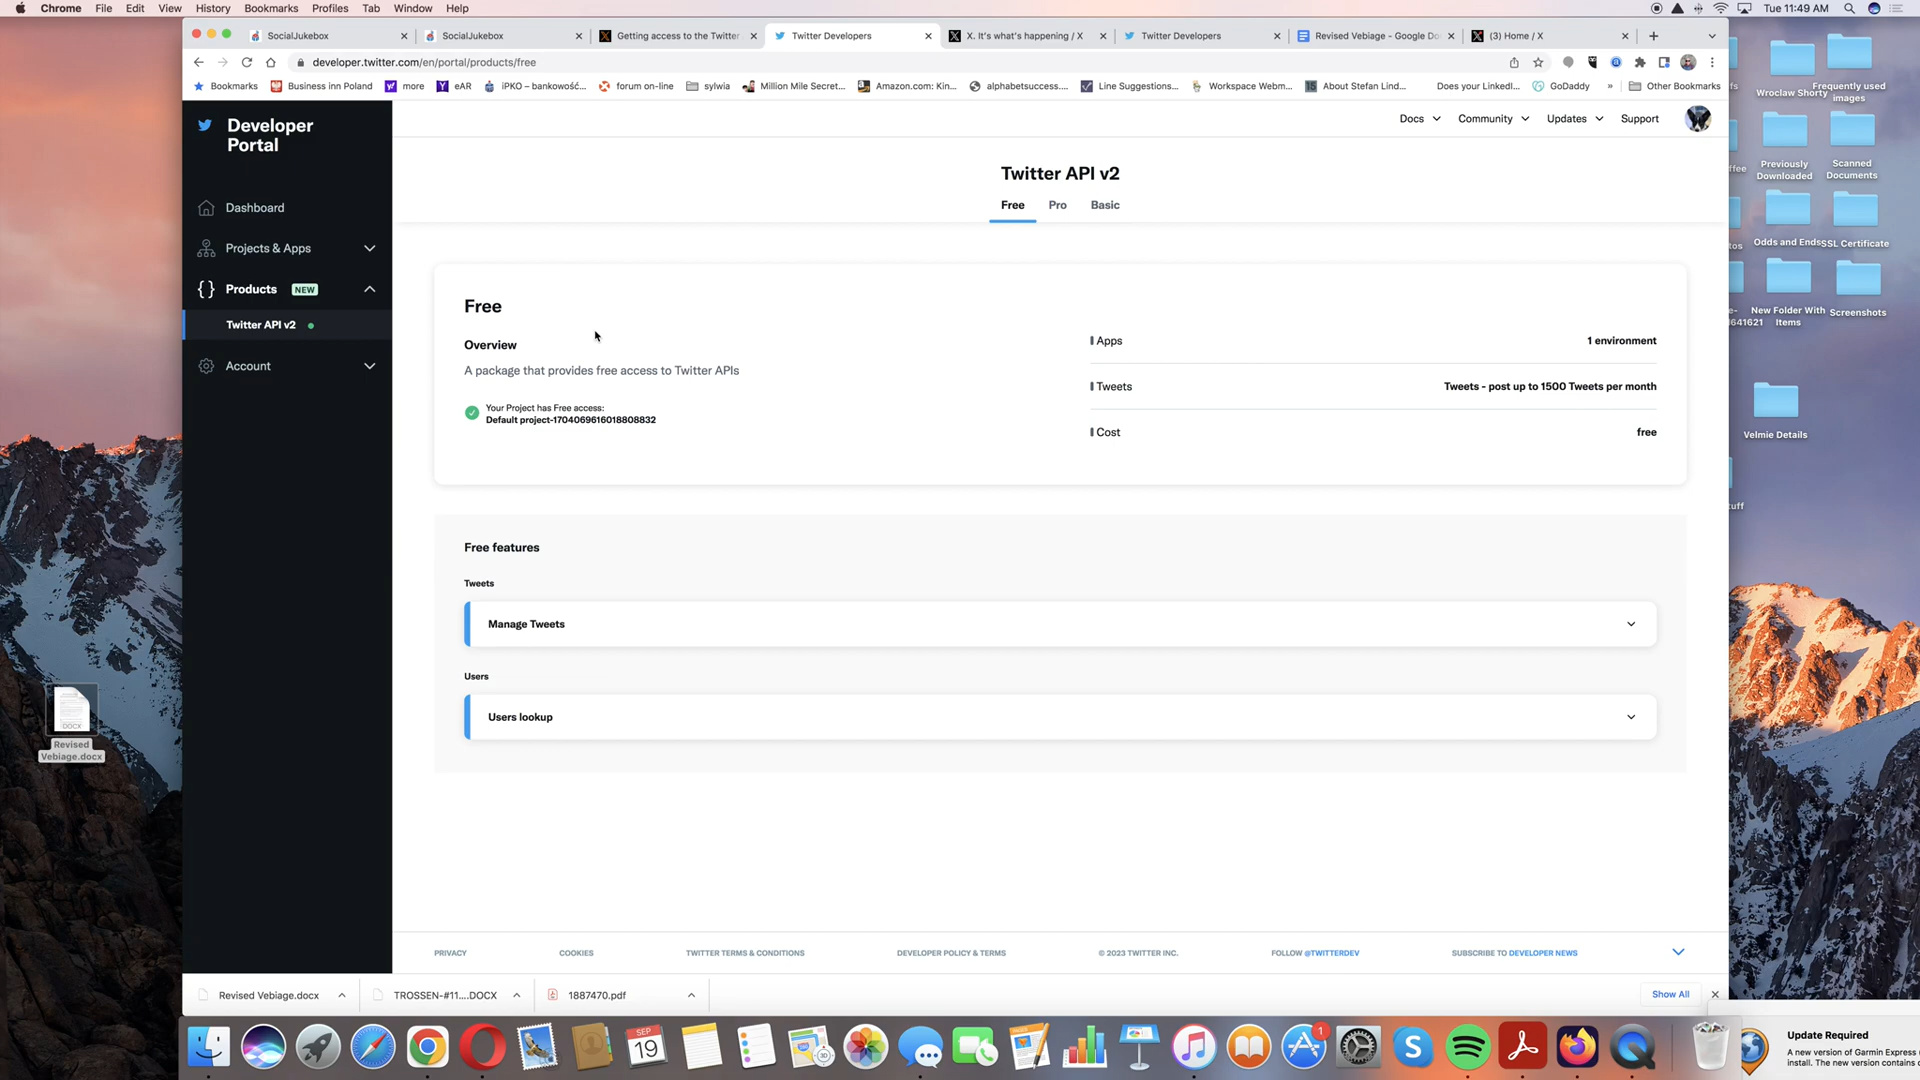 Chrome File Edit View History Bookmarks Profiles Tab Window Help
Tue 11:49 AM
SocialJukebox
SocialJukebox
Getting access to the Twitter
Twitter Developers
X. It's what's happening / X
Twitter Developers
Revised Vebiage - Google Do
(3) Home / X
developer.twitter.com/en/portal/products/free
Bookmarks
Business inn Poland
more
eAR
iPKO – bankowość...
forum on-line
sylwia
Million Mile Secret...
Amazon.com: Kin...
alphabetsuccess....
Line Suggestions...
Workspace Webm...
About Stefan Lind...
Does your LinkedI...
GoDaddy
»
Other Bookmarks
Developer
Portal
Dashboard
Projects & Apps
Products NEW
Twitter API v2
Account
Docs
Community
Updates
Support
Twitter API v2
Free
Pro
Basic
Free
Overview
A package that provides free access to Twitter APIs
Your Project has Free access:
Default project-1704069616018808832
Apps
1 environment
Tweets
Tweets - post up to 1500 Tweets per month
Cost
free
Free features
Tweets
Manage Tweets
Users
Users lookup
PRIVACY
COOKIES
TWITTER TERMS & CONDITIONS
DEVELOPER POLICY & TERMS
© 2023 TWITTER INC.
FOLLOW @TWITTERDEV
SUBSCRIBE TO DEVELOPER NEWS
Revised Vebiage.docx
TROSSEN-#11....DOCX
1887470.pdf
Show All
DOCX
Revised
Vebiage.docx
Wroclaw Shorty
Frequently used
images
Previously
Downloaded
Scanned
Documents
Odds and Ends
SSL Certificate
New Folder With
Items
Screenshots
641621
Velmie Details
SEP
19
1
Update Required
A new version of Garmin Express
install. The new version contains